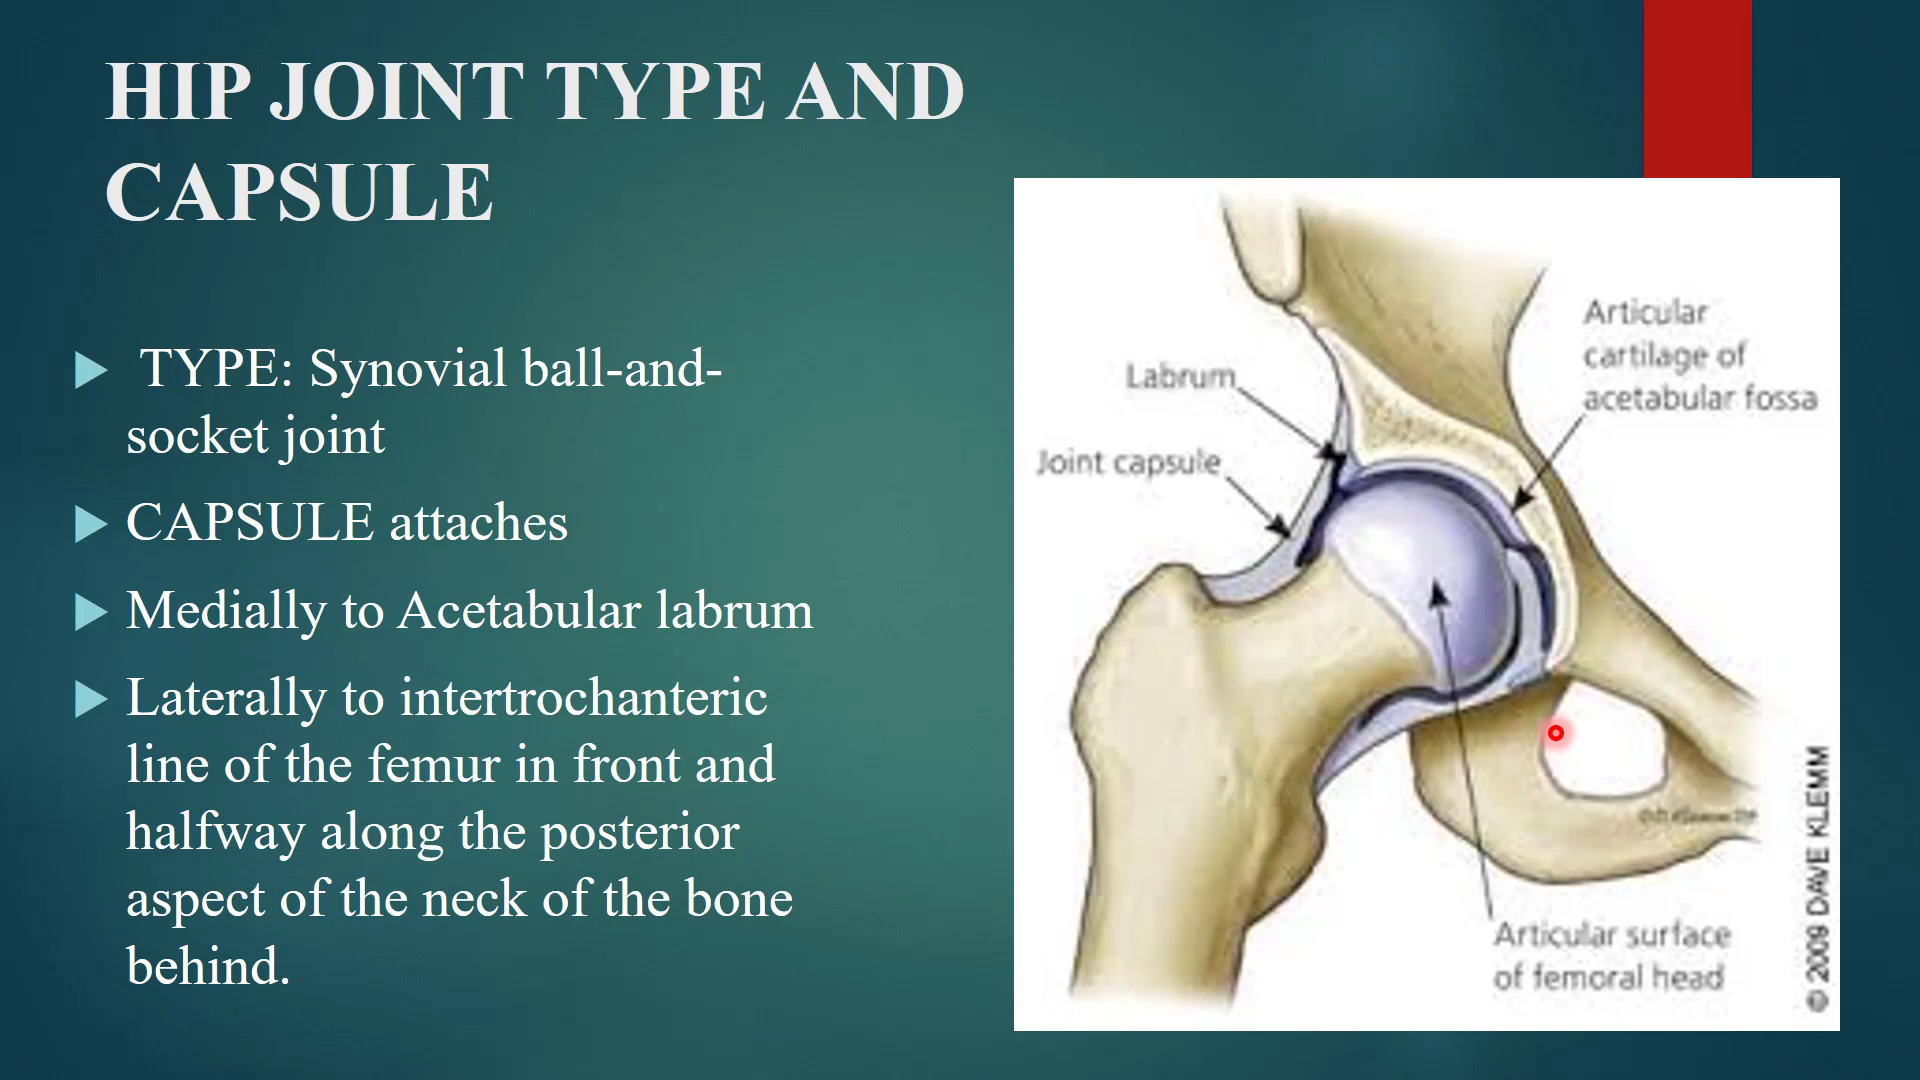 HIP JOINT TYPE AND
CAPSULE
TYPE: Synovial ball-and-
socket joint
CAPSULE attaches
Medially to Acetabular labrum
Laterally to intertrochanteric
line of the femur in front and
halfway along the posterior
aspect of the neck of the bone
behind.
Articular
cartilage of
acetabular fossa
Labrum
Joint capsule
Articular surface
of femoral head
© 2009 DAVE KLEMM